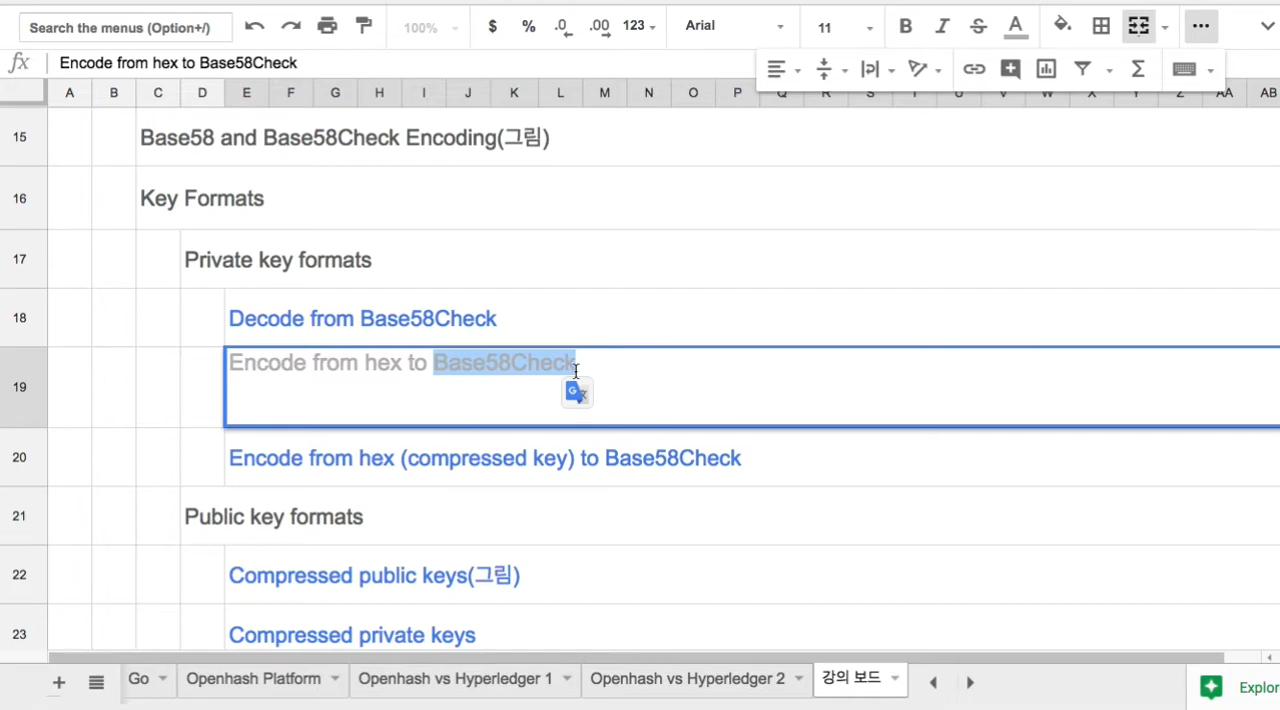 Search the menus (Option+/)
100%
$ % .0 .00 123
Arial
11
B I S A
fx Encode from hex to Base58Check
A B C D E F G H I J K L M N O P Q R S T U V W X Y Z AA AB
15 Base58 and Base58Check Encoding(그림)
16 Key Formats
17 Private key formats
18 Decode from Base58Check
19 Encode from hex to Base58Check
20 Encode from hex (compressed key) to Base58Check
21 Public key formats
22 Compressed public keys(그림)
23 Compressed private keys
Go Openhash Platform Openhash vs Hyperledger 1 Openhash vs Hyperledger 2 강의 보드 Explor